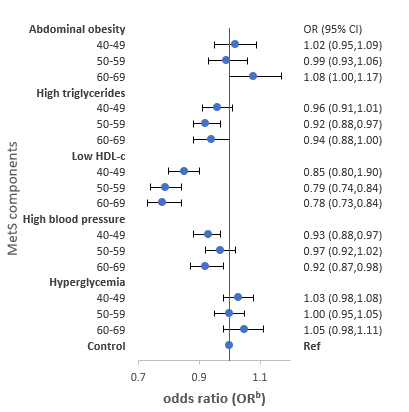 Abdominal obesity OR (95% CI)
40-49 1.02 (0.95,1.09)
50-59 0.99 (0.93,1.06)
60-69 1.08 (1.00,1.17)
High triglycerides
40-49 0.96 (0.91,1.01)
50-59 0.92 (0.88,0.97)
60-69 0.94 (0.88,1.00)
Low HDL-c
40-49 0.85 (0.80,1.90)
50-59 0.79 (0.74,0.84)
60-69 0.78 (0.73,0.84)
High blood pressure
40-49 0.93 (0.88,0.97)
50-59 0.97 (0.92,1.02)
60-69 0.92 (0.87,0.98)
Hyperglycemia
40-49 1.03 (0.98,1.08)
50-59 1.00 (0.95,1.05)
60-69 1.05 (0.98,1.11)
Control Ref
MetS components
0.7 0.9 1.1
odds ratio (ORᵇ)